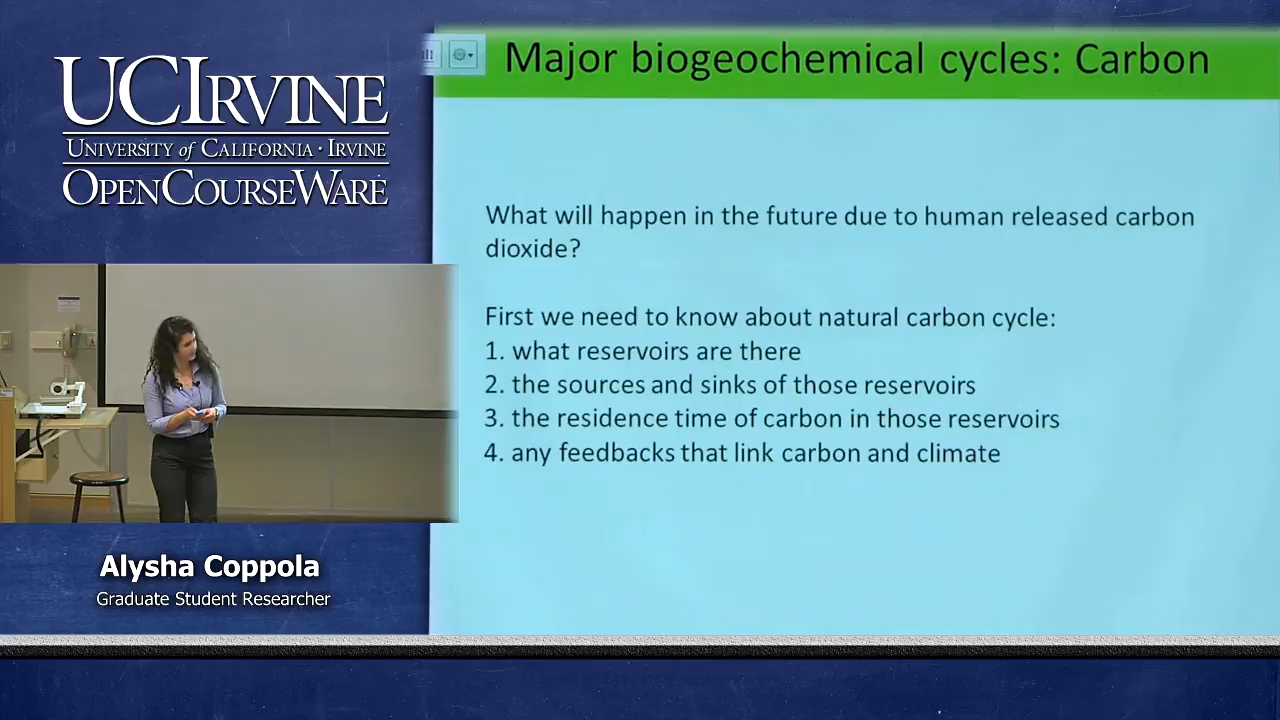 UCIRVINE
UNIVERSITY of CALIFORNIA · IRVINE
OPENCOURSEWARE
Major biogeochemical cycles: Carbon
What will happen in the future due to human released carbon
dioxide?
First we need to know about natural carbon cycle:
1. what reservoirs are there
2. the sources and sinks of those reservoirs
3. the residence time of carbon in those reservoirs
4. any feedbacks that link carbon and climate
Alysha Coppola
Graduate Student Researcher